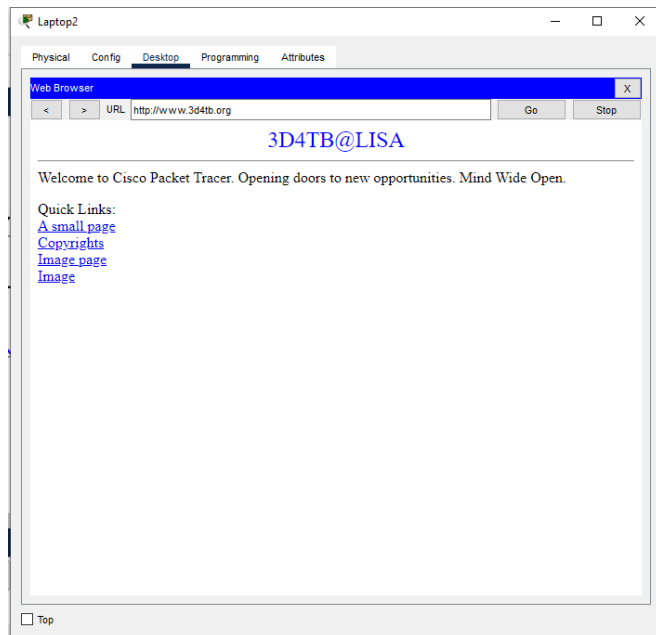 Laptop2
Physical Config Desktop Programming Attributes
Web Browser X
< > URL http://www.3d4tb.org Go Stop
3D4TB@LISA
Welcome to Cisco Packet Tracer. Opening doors to new opportunities. Mind Wide Open.
Quick Links:
A small page
Copyrights
Image page
Image
Top